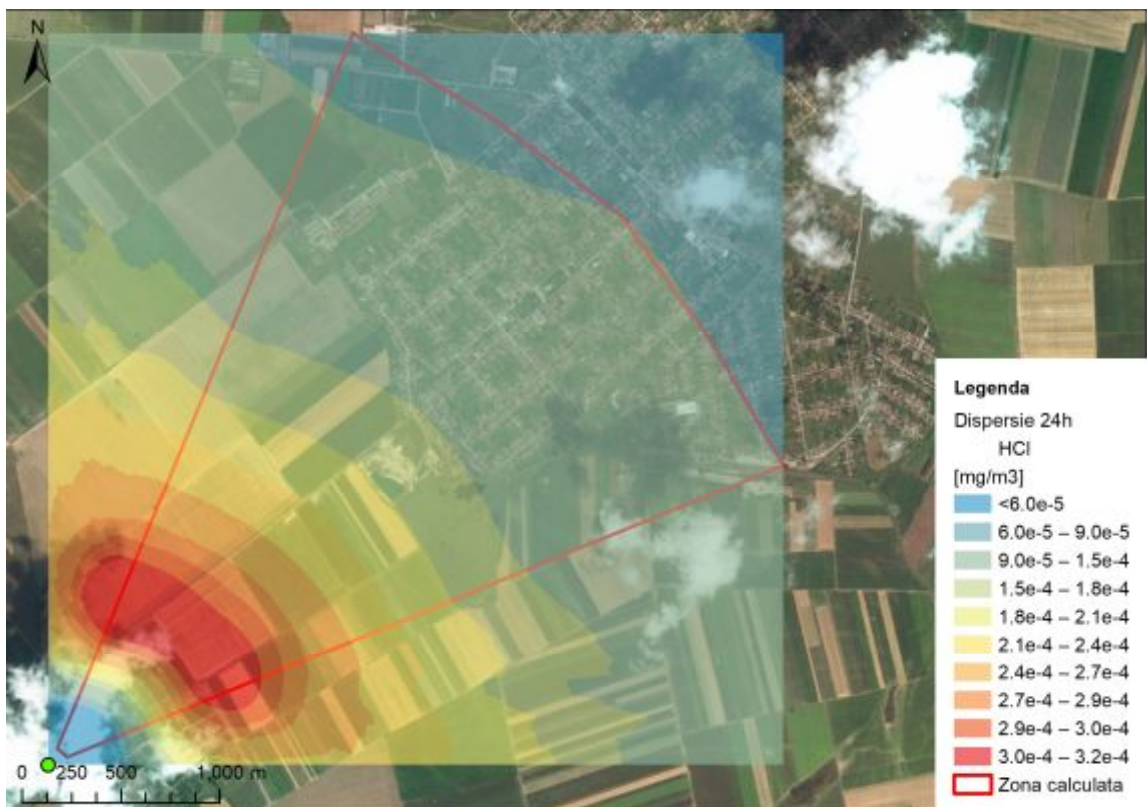 N
Legenda
Dispersie 24h
HCl
[mg/m3]
<6.0e-5
6.0e-5 – 9.0e-5
9.0e-5 – 1.5e-4
1.5e-4 – 1.8e-4
1.8e-4 – 2.1e-4
2.1e-4 – 2.4e-4
2.4e-4 – 2.7e-4
2.7e-4 – 2.9e-4
2.9e-4 – 3.0e-4
3.0e-4 – 3.2e-4
Zona calculata
0 250 500 1,000 m